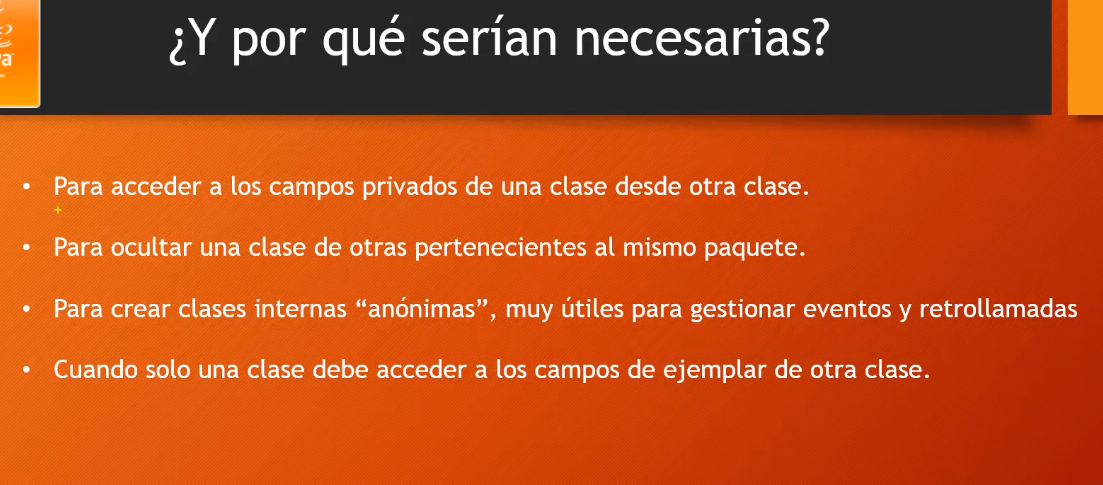 ¿Y por qué serían necesarias?
• Para acceder a los campos privados de una clase desde otra clase.
• Para ocultar una clase de otras pertenecientes al mismo paquete.
• Para crear clases internas “anónimas”, muy útiles para gestionar eventos y retrollamadas
• Cuando solo una clase debe acceder a los campos de ejemplar de otra clase.